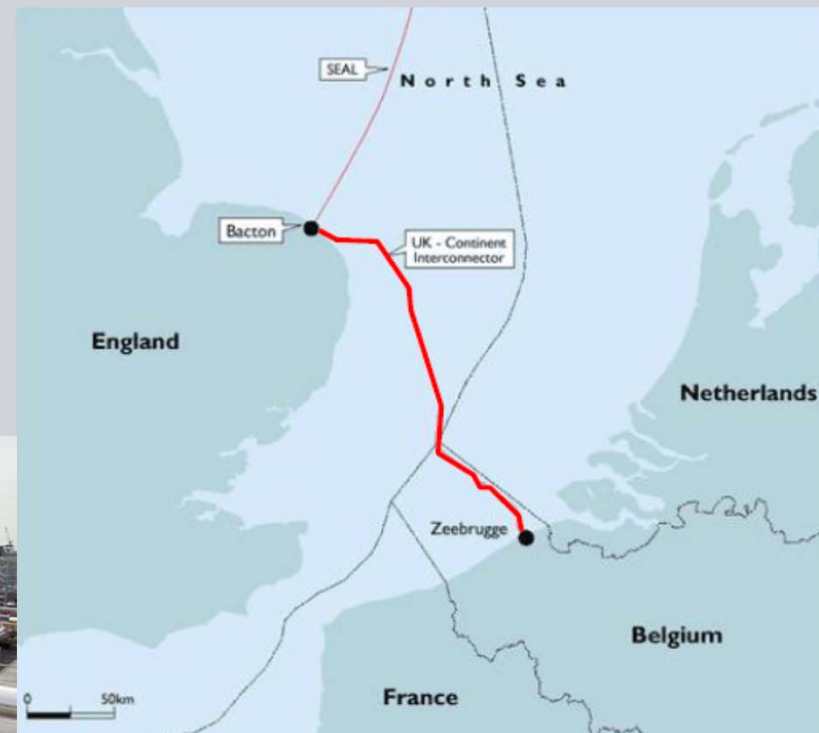 SEAL
North Sea
Bacton
UK - Continent
Interconnector
England
Netherlands
Zeebrugge
Belgium
0 50km
France